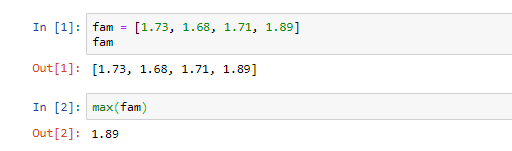 In [1]: fam = [1.73, 1.68, 1.71, 1.89]
fam
Out[1]: [1.73, 1.68, 1.71, 1.89]
In [2]: max(fam)
Out[2]: 1.89